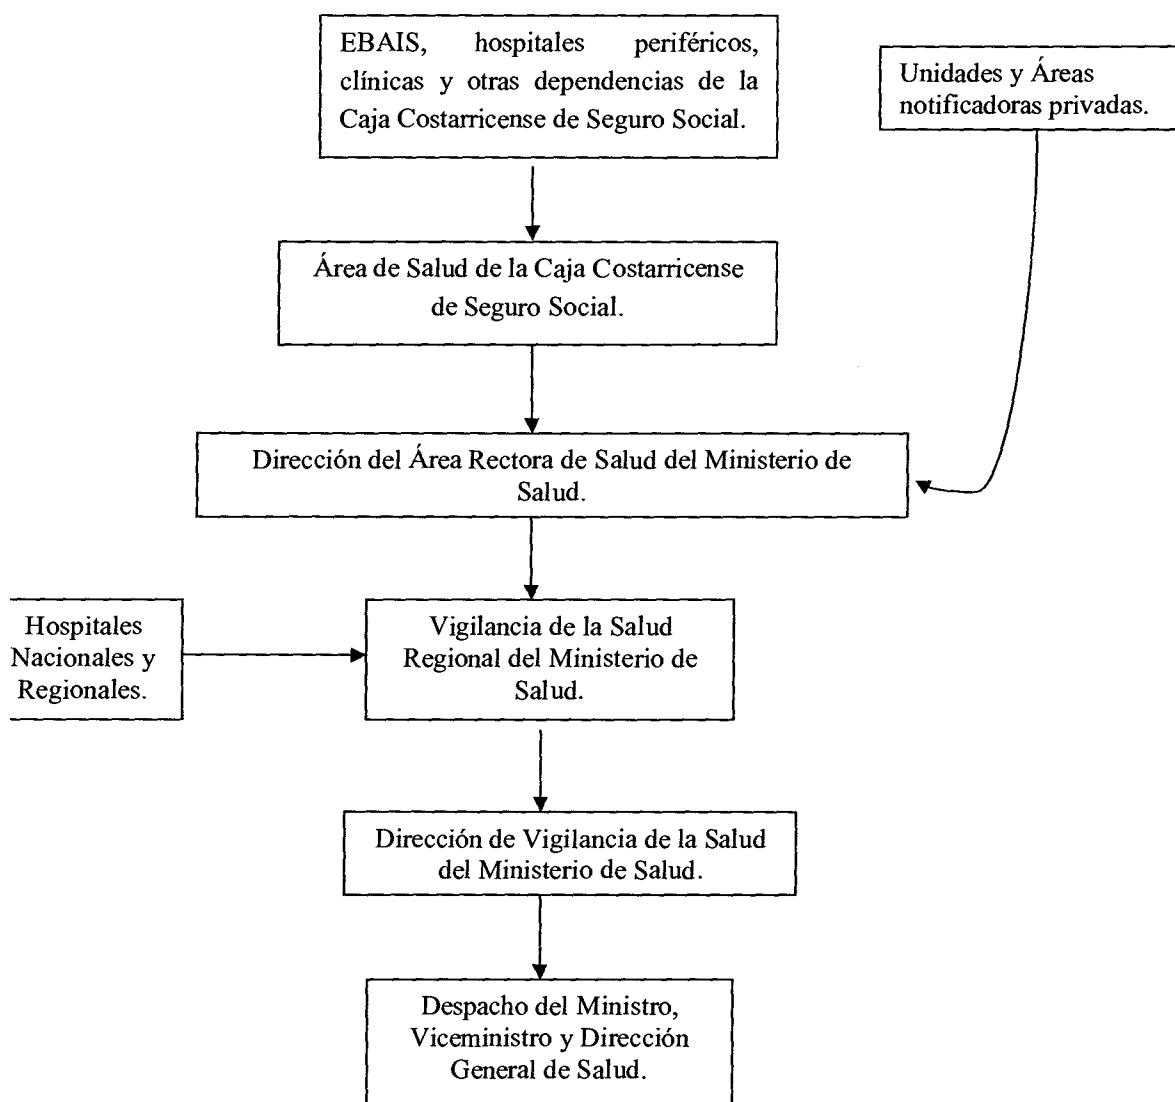 EBAIS, hospitales periféricos,
clínicas y otras dependencias de la
Caja Costarricense de Seguro Social.
Unidades y Áreas
notificadoras privadas.
Área de Salud de la Caja Costarricense
de Seguro Social.
Dirección del Área Rectora de Salud del Ministerio de
Salud.
Hospitales
Nacionales y
Regionales.
Vigilancia de la Salud
Regional del Ministerio de
Salud.
Dirección de Vigilancia de la Salud
del Ministerio de Salud.
Despacho del Ministro,
Viceministro y Dirección
General de Salud.